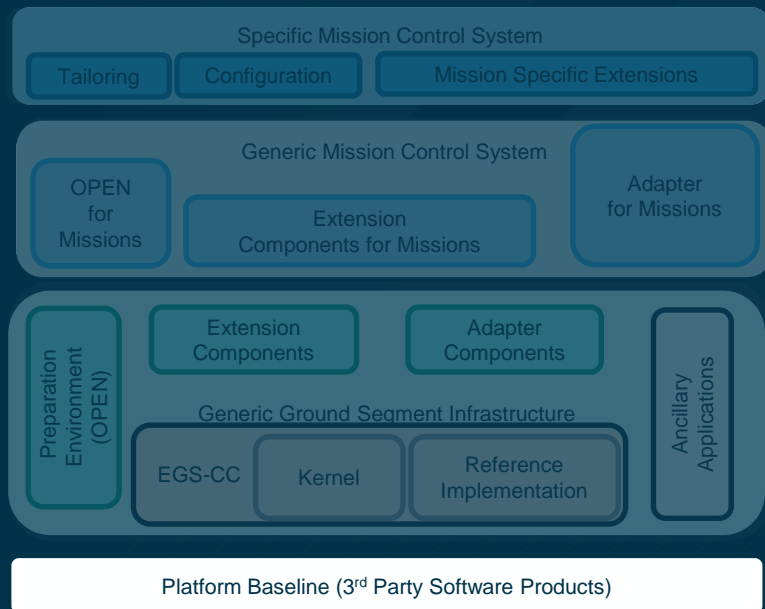 Specific Mission Control System
Tailoring
Configuration
Mission Specific Extensions
Generic Mission Control System
OPEN
for
Missions
Extension
Components for Missions
Adapter
for Missions
Preparation
Environment
(OPEN)
Extension
Components
Adapter
Components
Ancillary
Applications
Generic Ground Segment Infrastructure
EGS-CC
Kernel
Reference
Implementation
Platform Baseline (3rd Party Software Products)